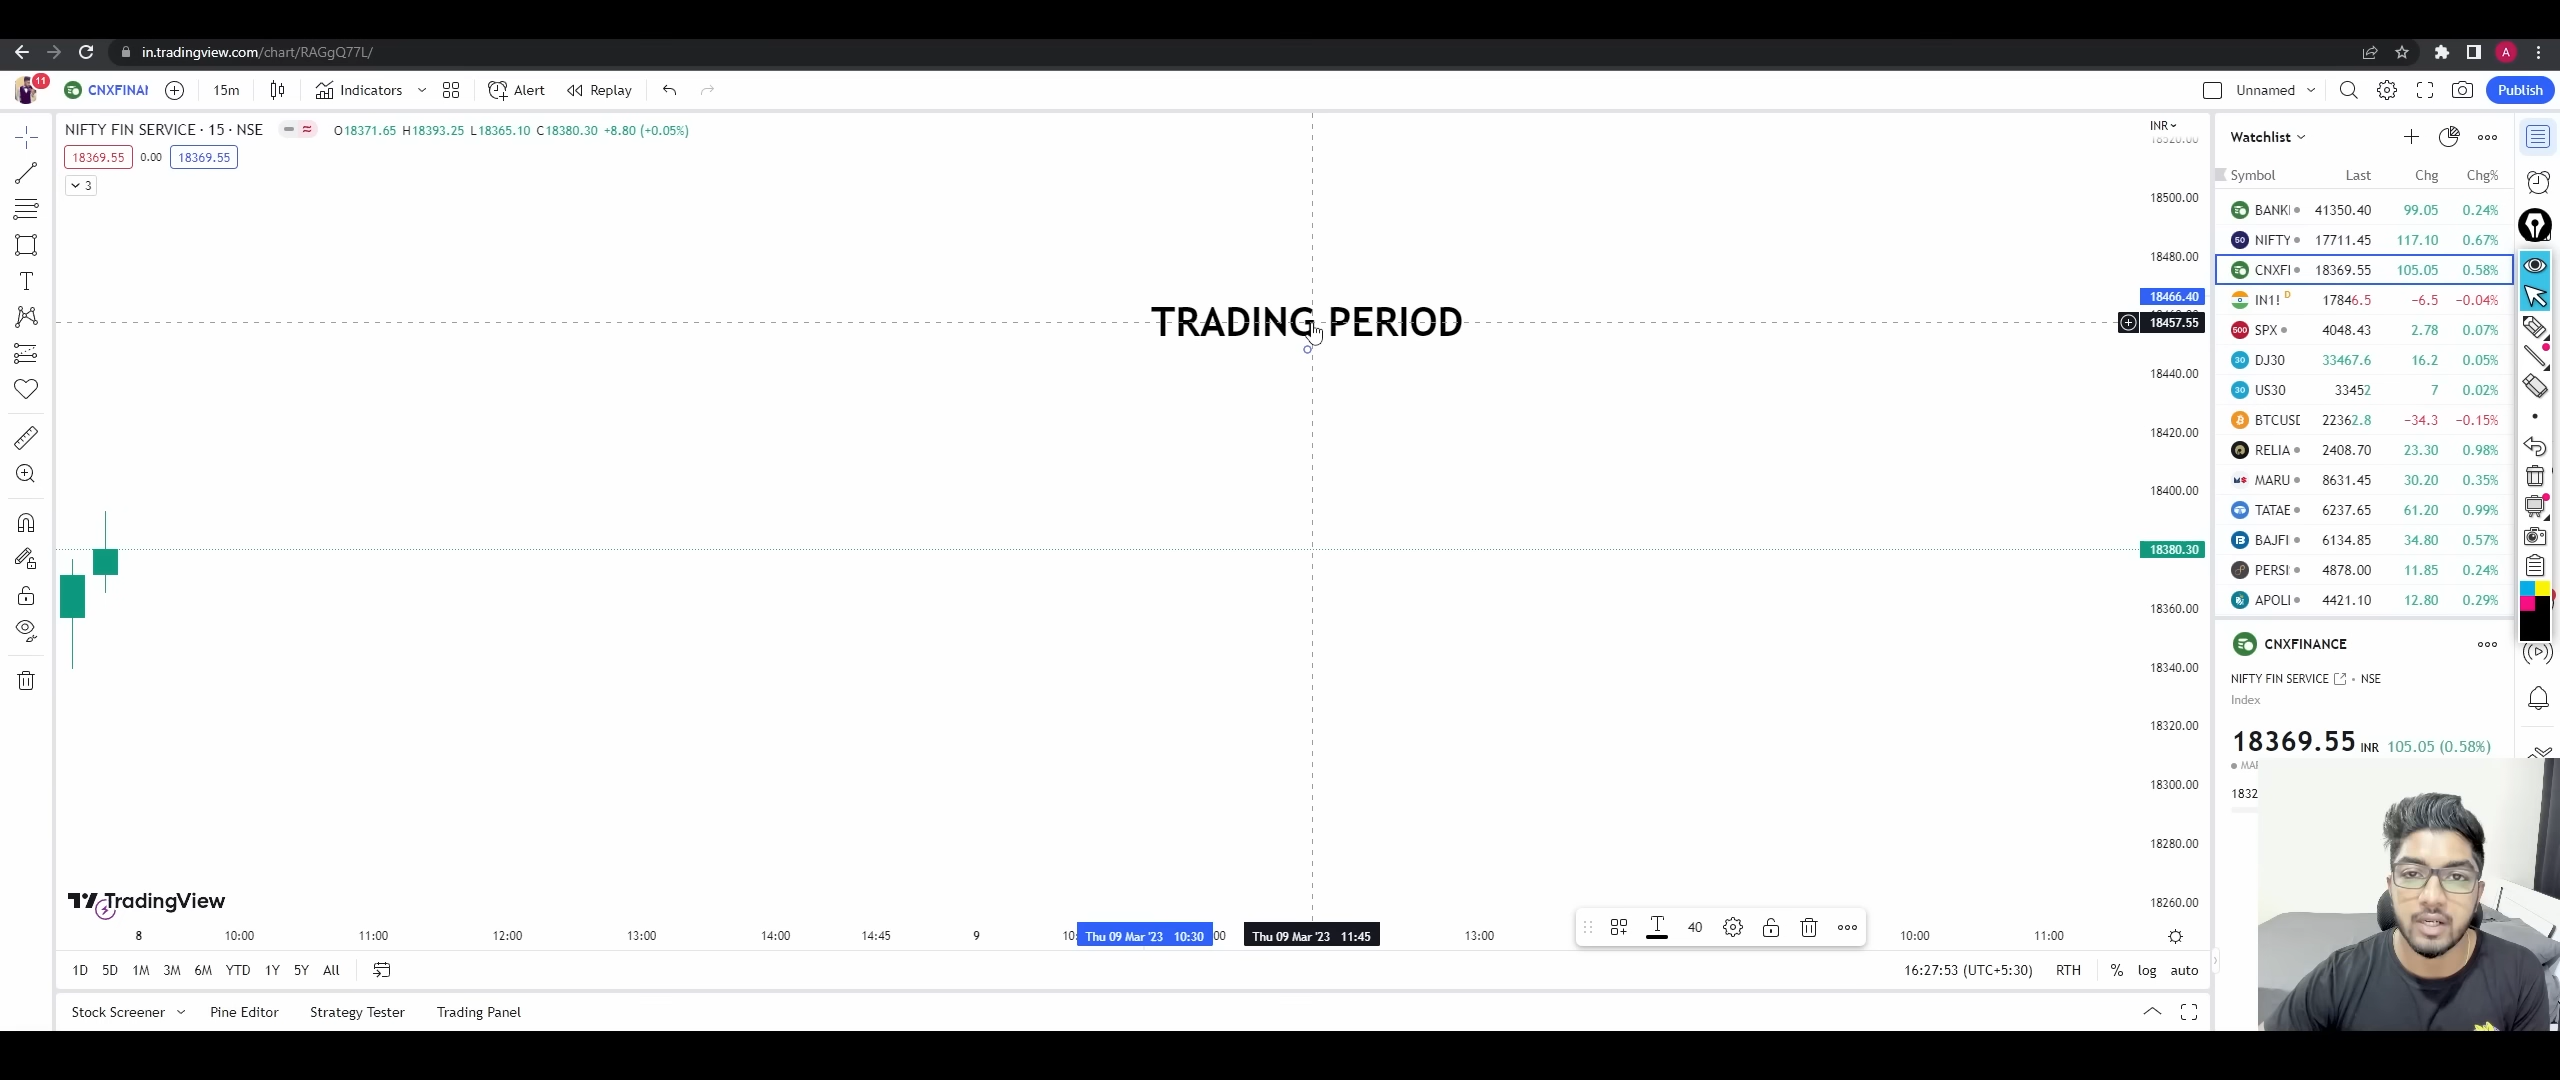 in.tradingview.com/chart/RAGgQ77L/
A
11
CNXFINAI
15m
Indicators
Alert
Replay
Unnamed
Publish
NIFTY FIN SERVICE · 15 · NSE
O18371.65 H18393.25 L18365.10 C18380.30 +8.80 (+0.05%)
18369.55 0.00 18369.55
3
TRADING PERIOD
INR
18520.00
18500.00
18480.00
18466.40
18457.55
18440.00
18420.00
18400.00
18380.30
18360.00
18340.00
18320.00
18300.00
18280.00
18260.00
TradingView
8 10:00 11:00 12:00 13:00 14:00 14:45 9 10: Thu 09 Mar '23 10:30 00 Thu 09 Mar '23 11:45 13:00 10:00 11:00
40
1D 5D 1M 3M 6M YTD 1Y 5Y All
16:27:53 (UTC+5:30) RTH % log auto
Stock Screener Pine Editor Strategy Tester Trading Panel
Watchlist
Symbol Last Chg Chg%
BANKI 41350.40 99.05 0.24%
50 NIFTY 17711.45 117.10 0.67%
CNXFI 18369.55 105.05 0.58%
IN1! D 17846.5 −6.5 −0.04%
500 SPX 4048.43 2.78 0.07%
30 DJ30 33467.6 16.2 0.05%
30 US30 33452 7 0.02%
BTCUSD 22362.8 −34.3 −0.15%
RELIA 2408.70 23.30 0.98%
MARU 8631.45 30.20 0.35%
TATAE 6237.65 61.20 0.99%
BAJFI 6134.85 34.80 0.57%
PERSI 4878.00 11.85 0.24%
APOLI 4421.10 12.80 0.29%
CNXFINANCE
NIFTY FIN SERVICE · NSE
Index
18369.55 INR 105.05 (0.58%)
MAR
1832